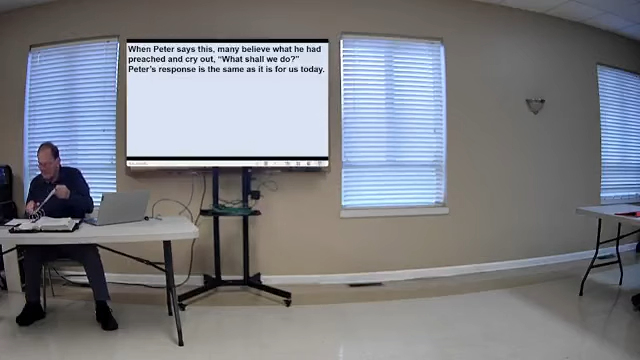 When Peter says this, many believe what he had
preached and cry out, “What shall we do?”
Peter’s response is the same as it is for us today.